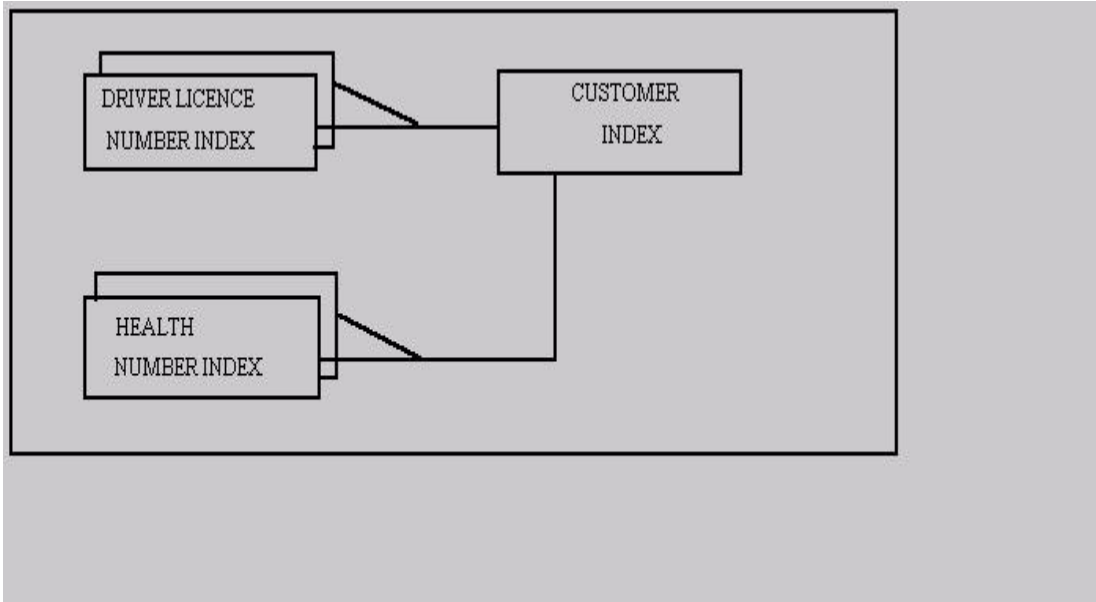 DRIVER LICENCE
NUMBER INDEX
CUSTOMER
INDEX
HEALTH
NUMBER INDEX